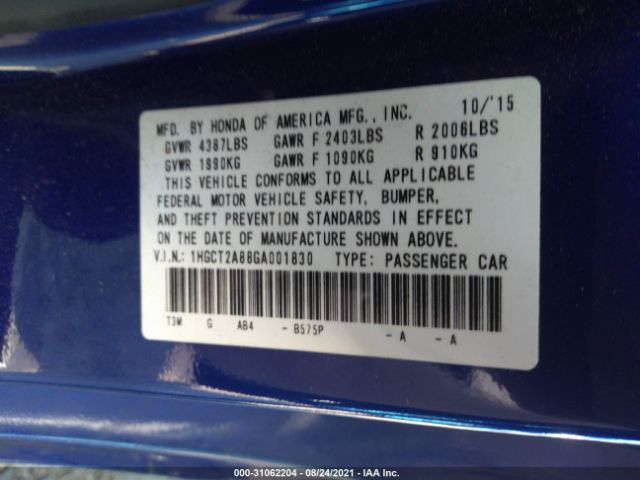 MFD. BY HONDA OF AMERICA MFG., INC. 10/'15
GVWR 4387LBS GAWR F 2403LBS R 2006LBS
GVWR 1990KG GAWR F 1090KG R 910KG
THIS VEHICLE CONFORMS TO ALL APPLICABLE
FEDERAL MOTOR VEHICLE SAFETY, BUMPER,
AND THEFT PREVENTION STANDARDS IN EFFECT
ON THE DATE OF MANUFACTURE SHOWN ABOVE.
V.I.N.: 1HGCT2A88GA001830 TYPE: PASSENGER CAR
T3M G AB4 - B575P - A - A
000-31062204 - 08/24/2021 - IAA Inc.